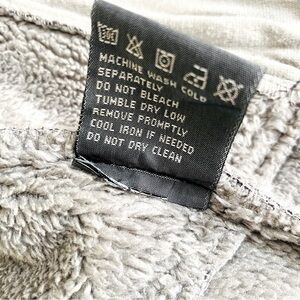 MACHINE WASH COLD
SEPARATELY
DO NOT BLEACH
TUMBLE DRY LOW
REMOVE PROMPTLY
COOL IRON IF NEEDED
DO NOT DRY CLEAN